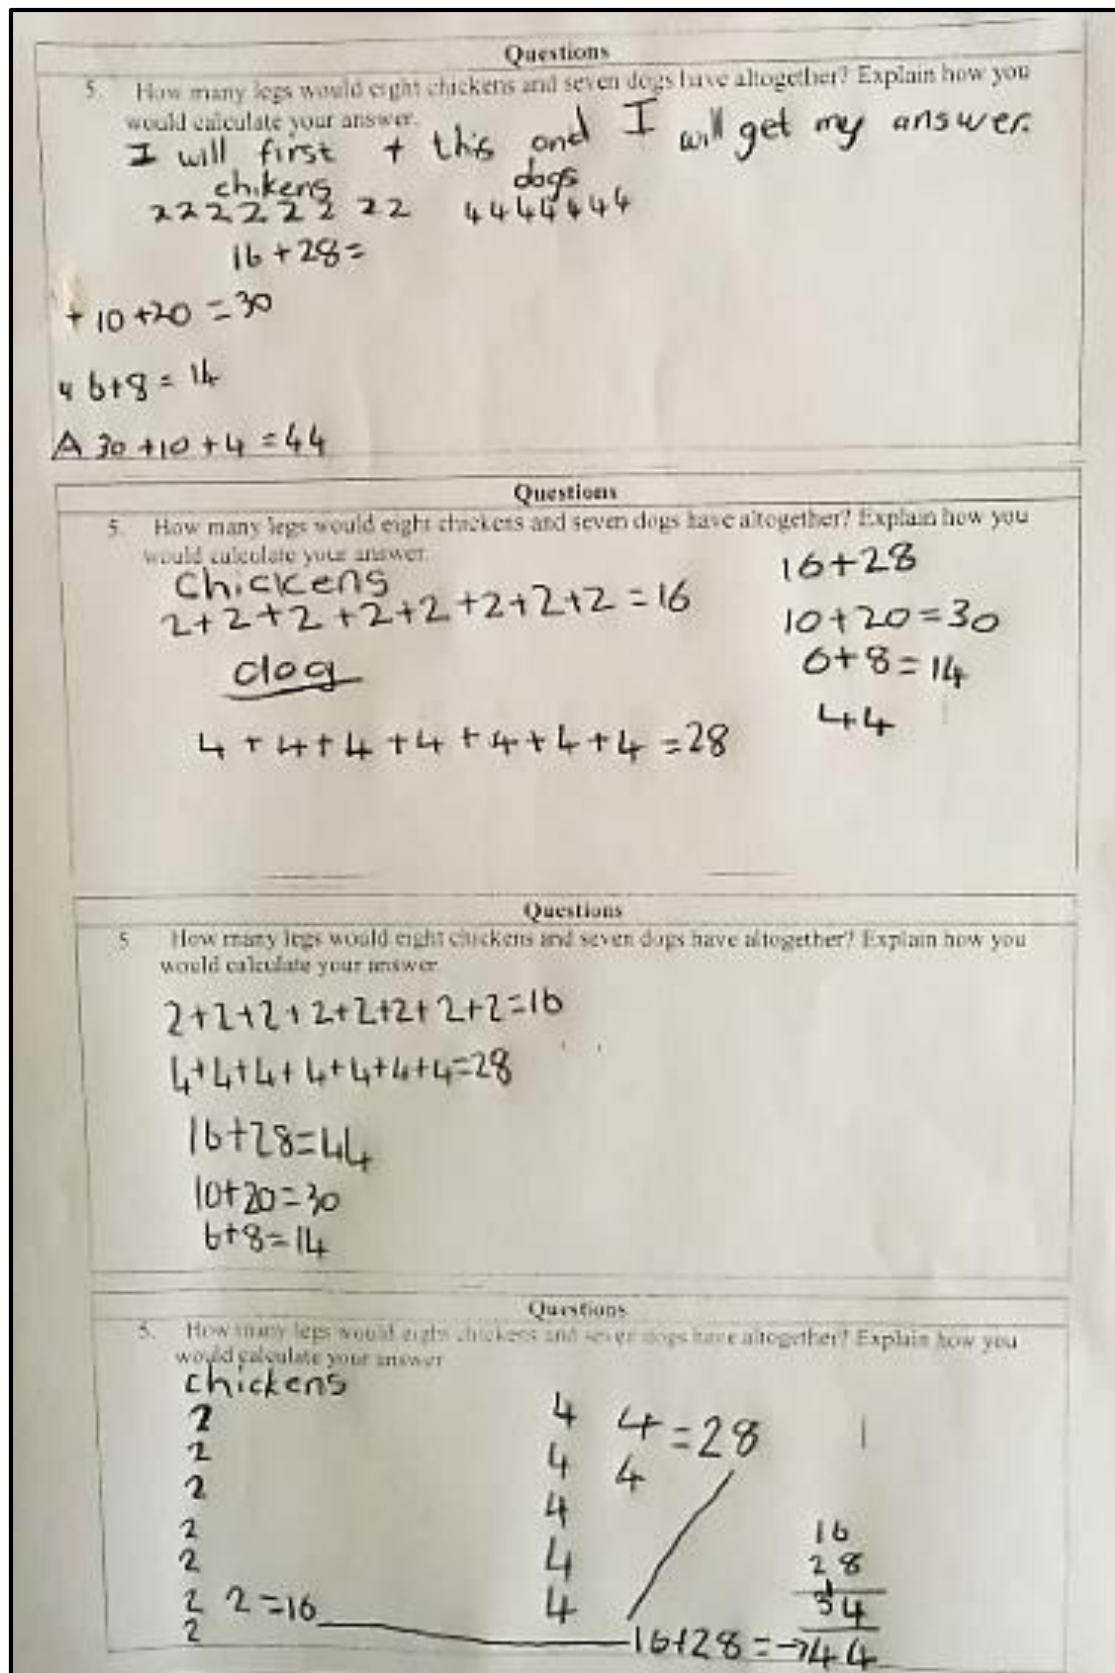 Questions
5. How many legs would eight chickens and seven dogs have altogether? Explain how you
would calculate your answer.
I will first + this and I will get my answer.
chikens dogs
2 2 2 2 2 2 2 2 4 4 4 4 4 4 4
16 + 28 =
+ 10 +20 = 30
6+8 = 14
A 30 +10 + 4 = 44
Questions
5. How many legs would eight chickens and seven dogs have altogether? Explain how you
would calculate your answer.
Chickens
2+2+2+2+2+2+2+2 = 16
dog
4 + 4 + 4 + 4 + 4 + 4 + 4 = 28
16+28
10+20=30
6+8=14
44
Questions
5 How many legs would eight chickens and seven dogs have altogether? Explain how you
would calculate your answer
2+2+2+2+2+2+2+2=16
4+4+4+4+4+4+4=28
16+28=44
10+20=30
6+8=14
Questions
5. How many legs would eight chickens and seven dogs have altogether? Explain how you
would calculate your answer
chickens
2
2
2
2
2
2 2 =16
2
4 4 =28
4 4
4
4
4
16
28
1
34
16+28=→44